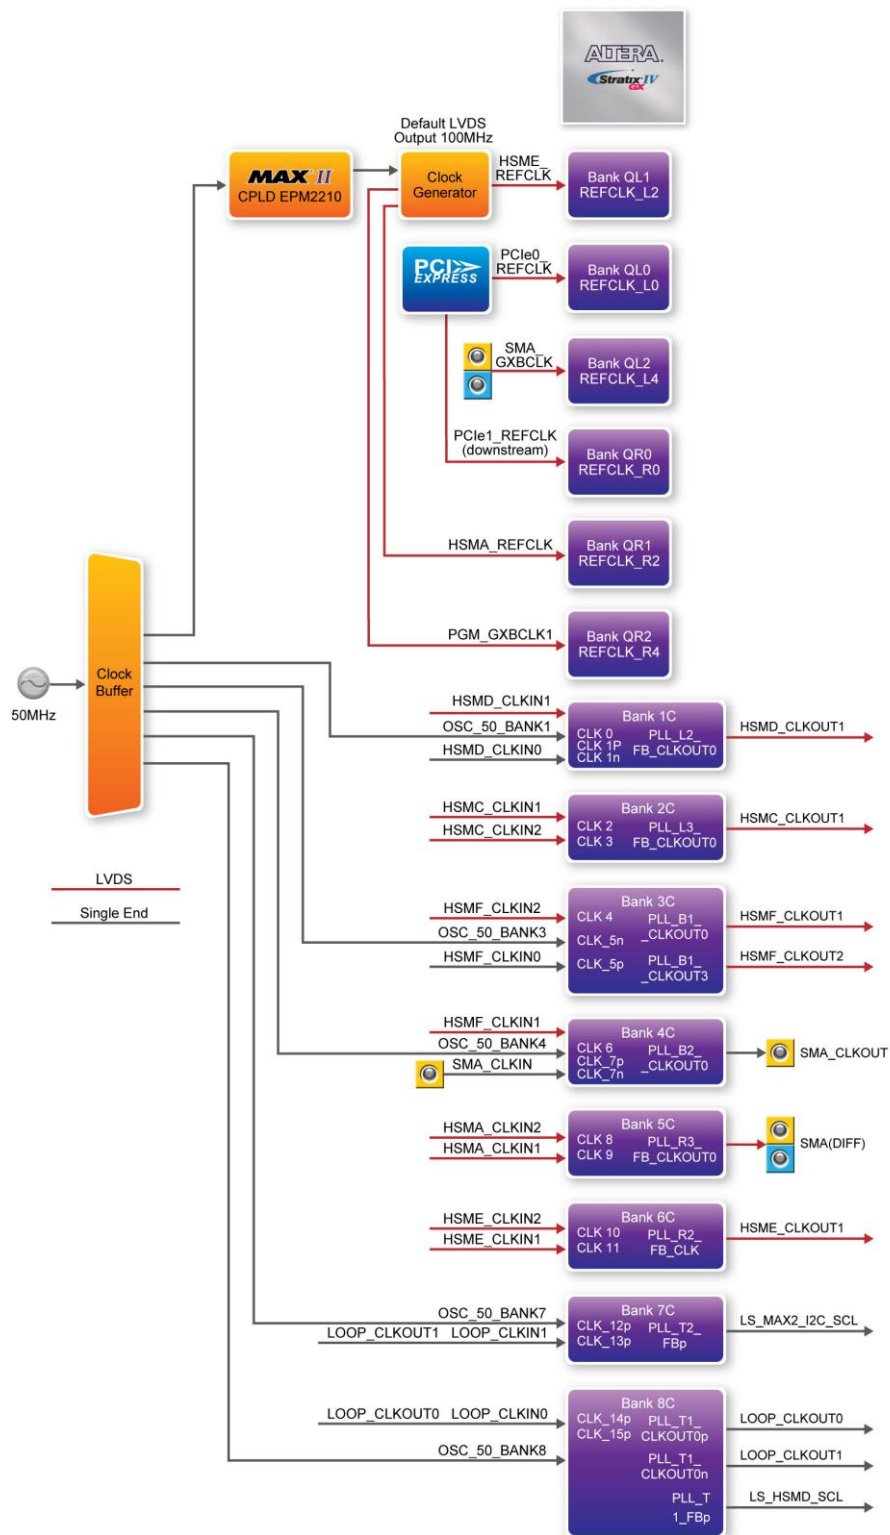 ALTERA.
Stratix IV
GX
Default LVDS
Output 100MHz
MAX II
CPLD EPM2210
Clock
Generator
HSME_
REFCLK
Bank QL1
REFCLK_L2
PCI
EXPRESS
PCIe0_
REFCLK
Bank QL0
REFCLK_L0
SMA_
GXBCLK
Bank QL2
REFCLK_L4
PCIe1_REFCLK
(downstream)
Bank QR0
REFCLK_R0
HSMA_REFCLK
Bank QR1
REFCLK_R2
PGM_GXBCLK1
Bank QR2
REFCLK_R4
50MHz
Clock
Buffer
LVDS
Single End
HSMD_CLKIN1
OSC_50_BANK1
HSMD_CLKIN0
Bank 1C
CLK 0
CLK 1P
CLK 1n
PLL_L2_
FB_CLKOUT0
HSMD_CLKOUT1
HSMC_CLKIN1
HSMC_CLKIN2
Bank 2C
CLK 2
CLK 3
PLL_L3_
FB_CLKOUT0
HSMC_CLKOUT1
HSMF_CLKIN2
OSC_50_BANK3
HSMF_CLKIN0
Bank 3C
CLK 4
CLK_5n
CLK_5p
PLL_B1_
_CLKOUT0
PLL_B1_
_CLKOUT3
HSMF_CLKOUT1
HSMF_CLKOUT2
HSMF_CLKIN1
OSC_50_BANK4
SMA_CLKIN
Bank 4C
CLK 6
CLK_7p
CLK_7n
PLL_B2_
_CLKOUT0
SMA_CLKOUT
HSMA_CLKIN2
HSMA_CLKIN1
Bank 5C
CLK 8
CLK 9
PLL_R3_
FB_CLKOUT0
SMA(DIFF)
HSME_CLKIN2
HSME_CLKIN1
Bank 6C
CLK 10
CLK 11
PLL_R2_
FB_CLK
HSME_CLKOUT1
OSC_50_BANK7
LOOP_CLKOUT1 LOOP_CLKIN1
Bank 7C
CLK_12p
CLK_13p
PLL_T2_
FBp
LS_MAX2_I2C_SCL
LOOP_CLKOUT0 LOOP_CLKIN0
OSC_50_BANK8
Bank 8C
CLK_14p
CLK_15p
PLL_T1_
CLKOUT0p
PLL_T1_
CLKOUT0n
PLL_T
1_FBp
LOOP_CLKOUT0
LOOP_CLKOUT1
LS_HSMD_SCL